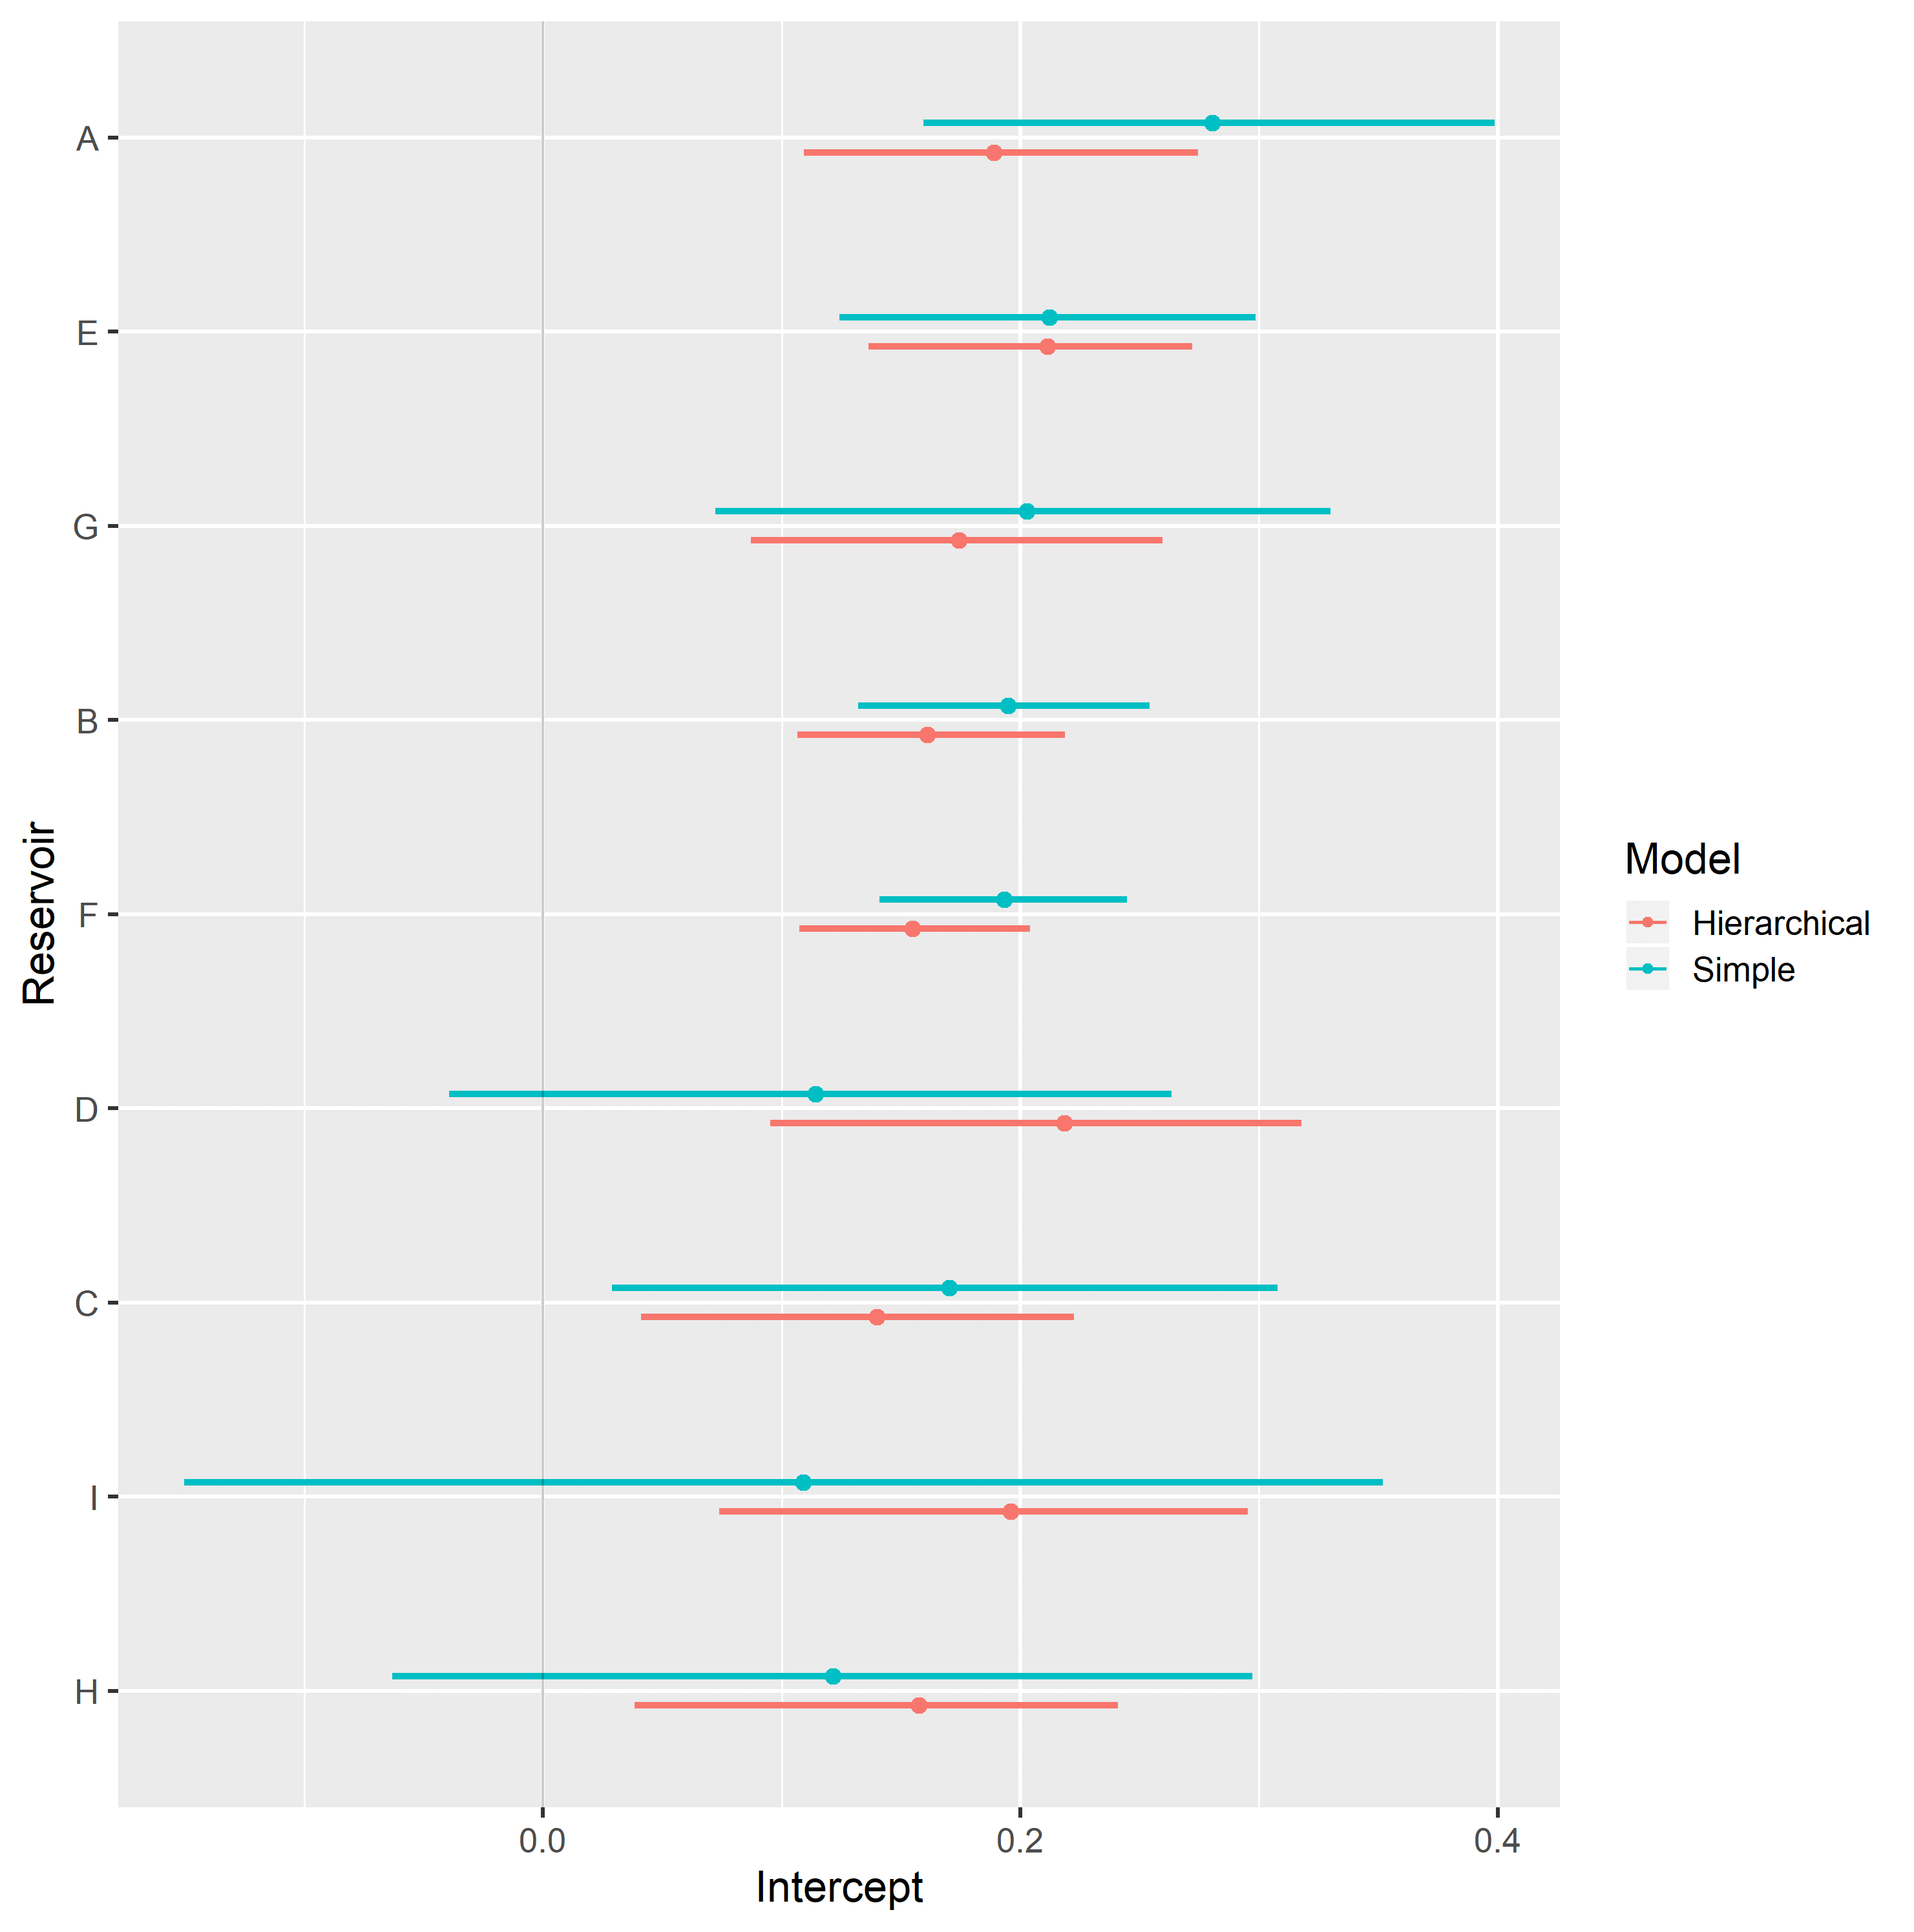 A
E
G
B
F
D
C
I
H
Reservoir
0.0
0.2
0.4
Intercept
Model
Hierarchical
Simple